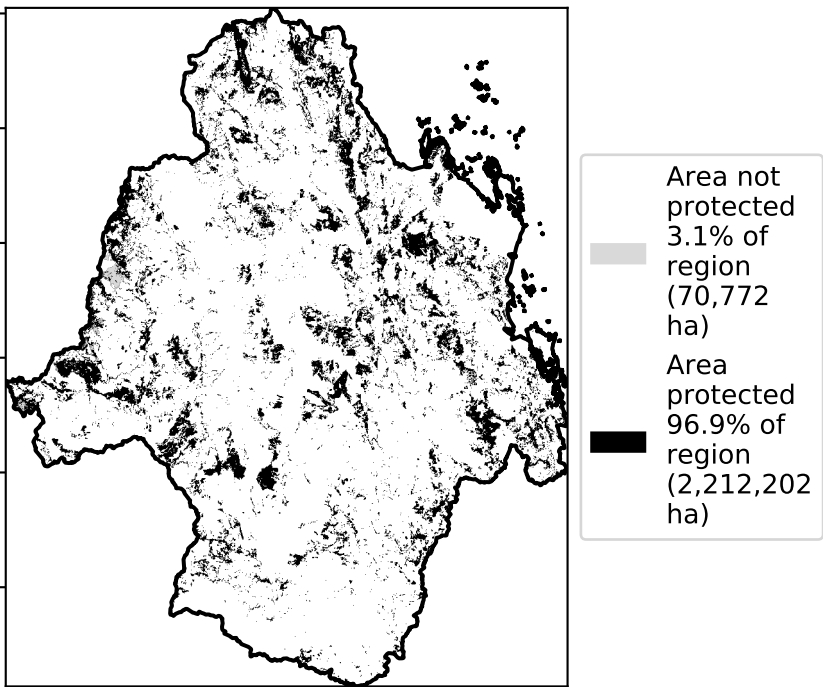 Area not
protected
3.1% of
region
(70,772
ha)
Area
protected
96.9% of
region
(2,212,202
ha)